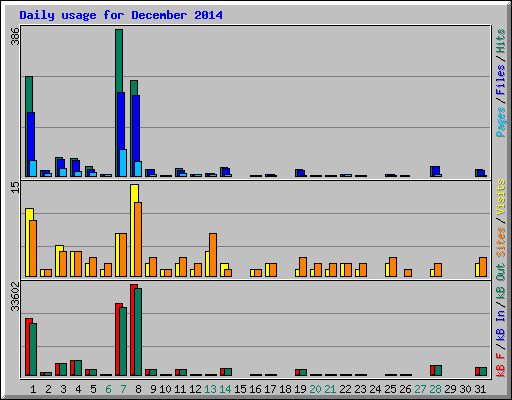 Daily usage for December 2014
386
Pages / Files / Hits
15
Sites / Visits
33602
kB F / kB In / kB Out
1 2 3 4 5 6 7 8 9 10 11 12 13 14 15 16 17 18 19 20 21 22 23 24 25 26 27 28 29 30 31